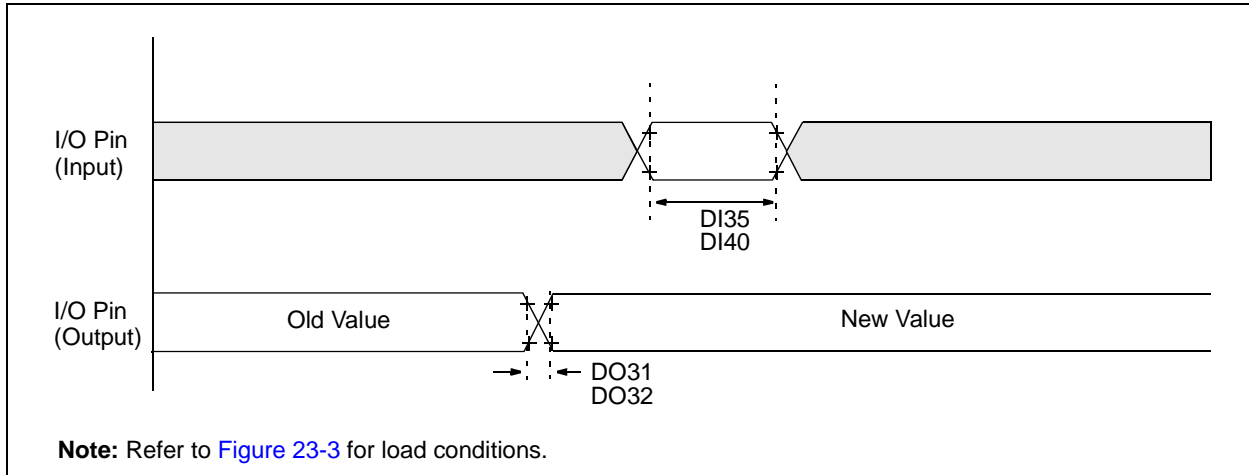 I/O Pin
(Input)
DI35
DI40
I/O Pin
(Output)
Old Value
New Value
DO31
DO32
Note: Refer to Figure 23-3 for load conditions.